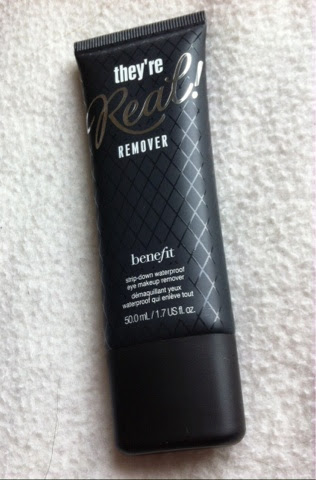 they're
Real!
REMOVER
benefit
strip-down waterproof
eye makeup remover
démaquillant yeux
waterproof qui enlève tout
50.0 mL / 1.7 US fl. oz.